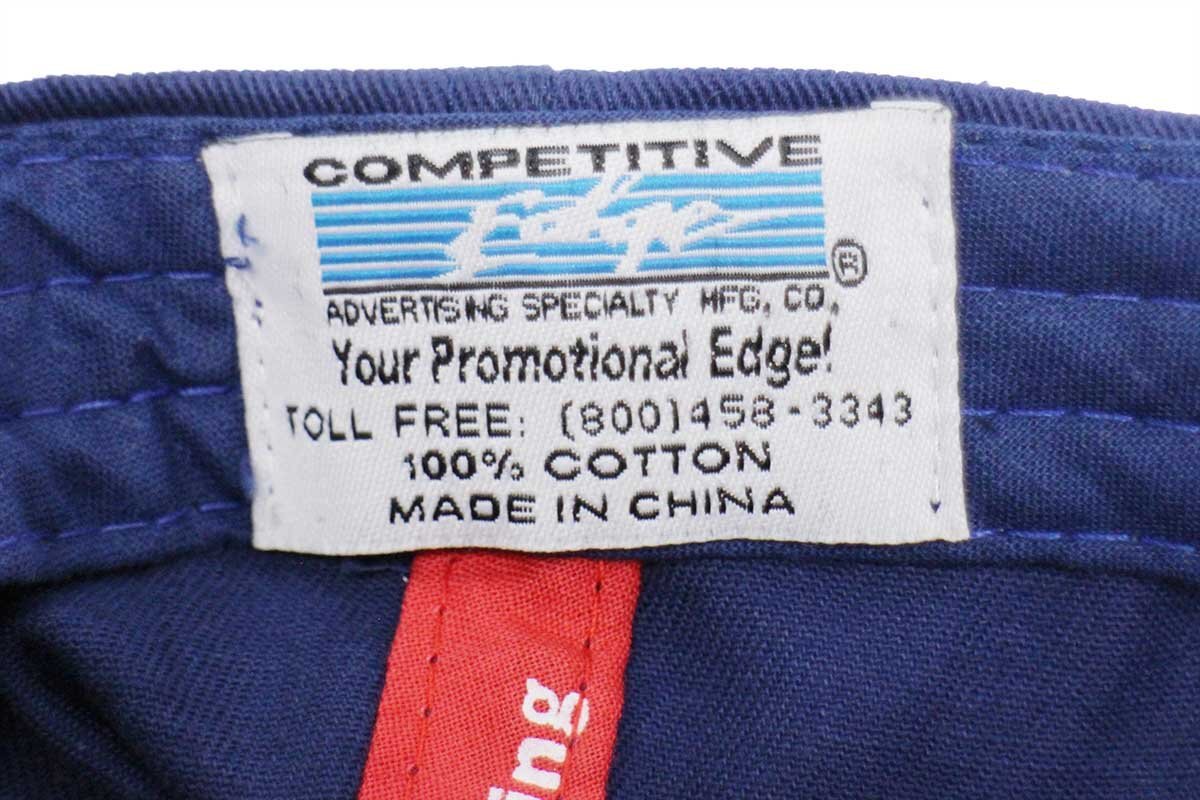 COMPETITIVE
Edge
®
ADVERTISING SPECIALTY MFG, CO,
Your Promotional Edge!
TOLL FREE: (800)458-3343
100% COTTON
MADE IN CHINA